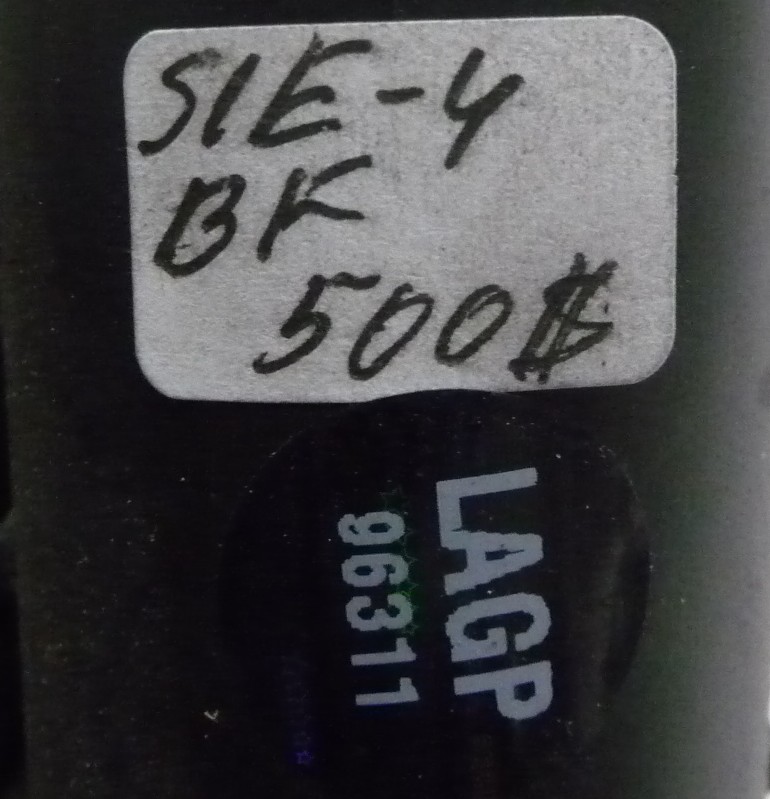 SIE-4
BK
500$
LAGP
96311